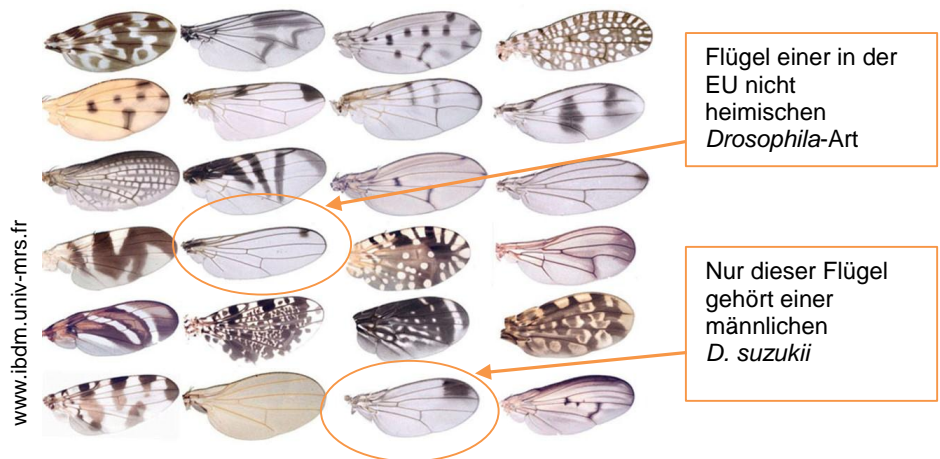 Flügel einer in der
EU nicht
heimischen
Drosophila-Art
Nur dieser Flügel
gehört einer
männlichen
D. suzukii
www.ibdm.univ-mrs.fr